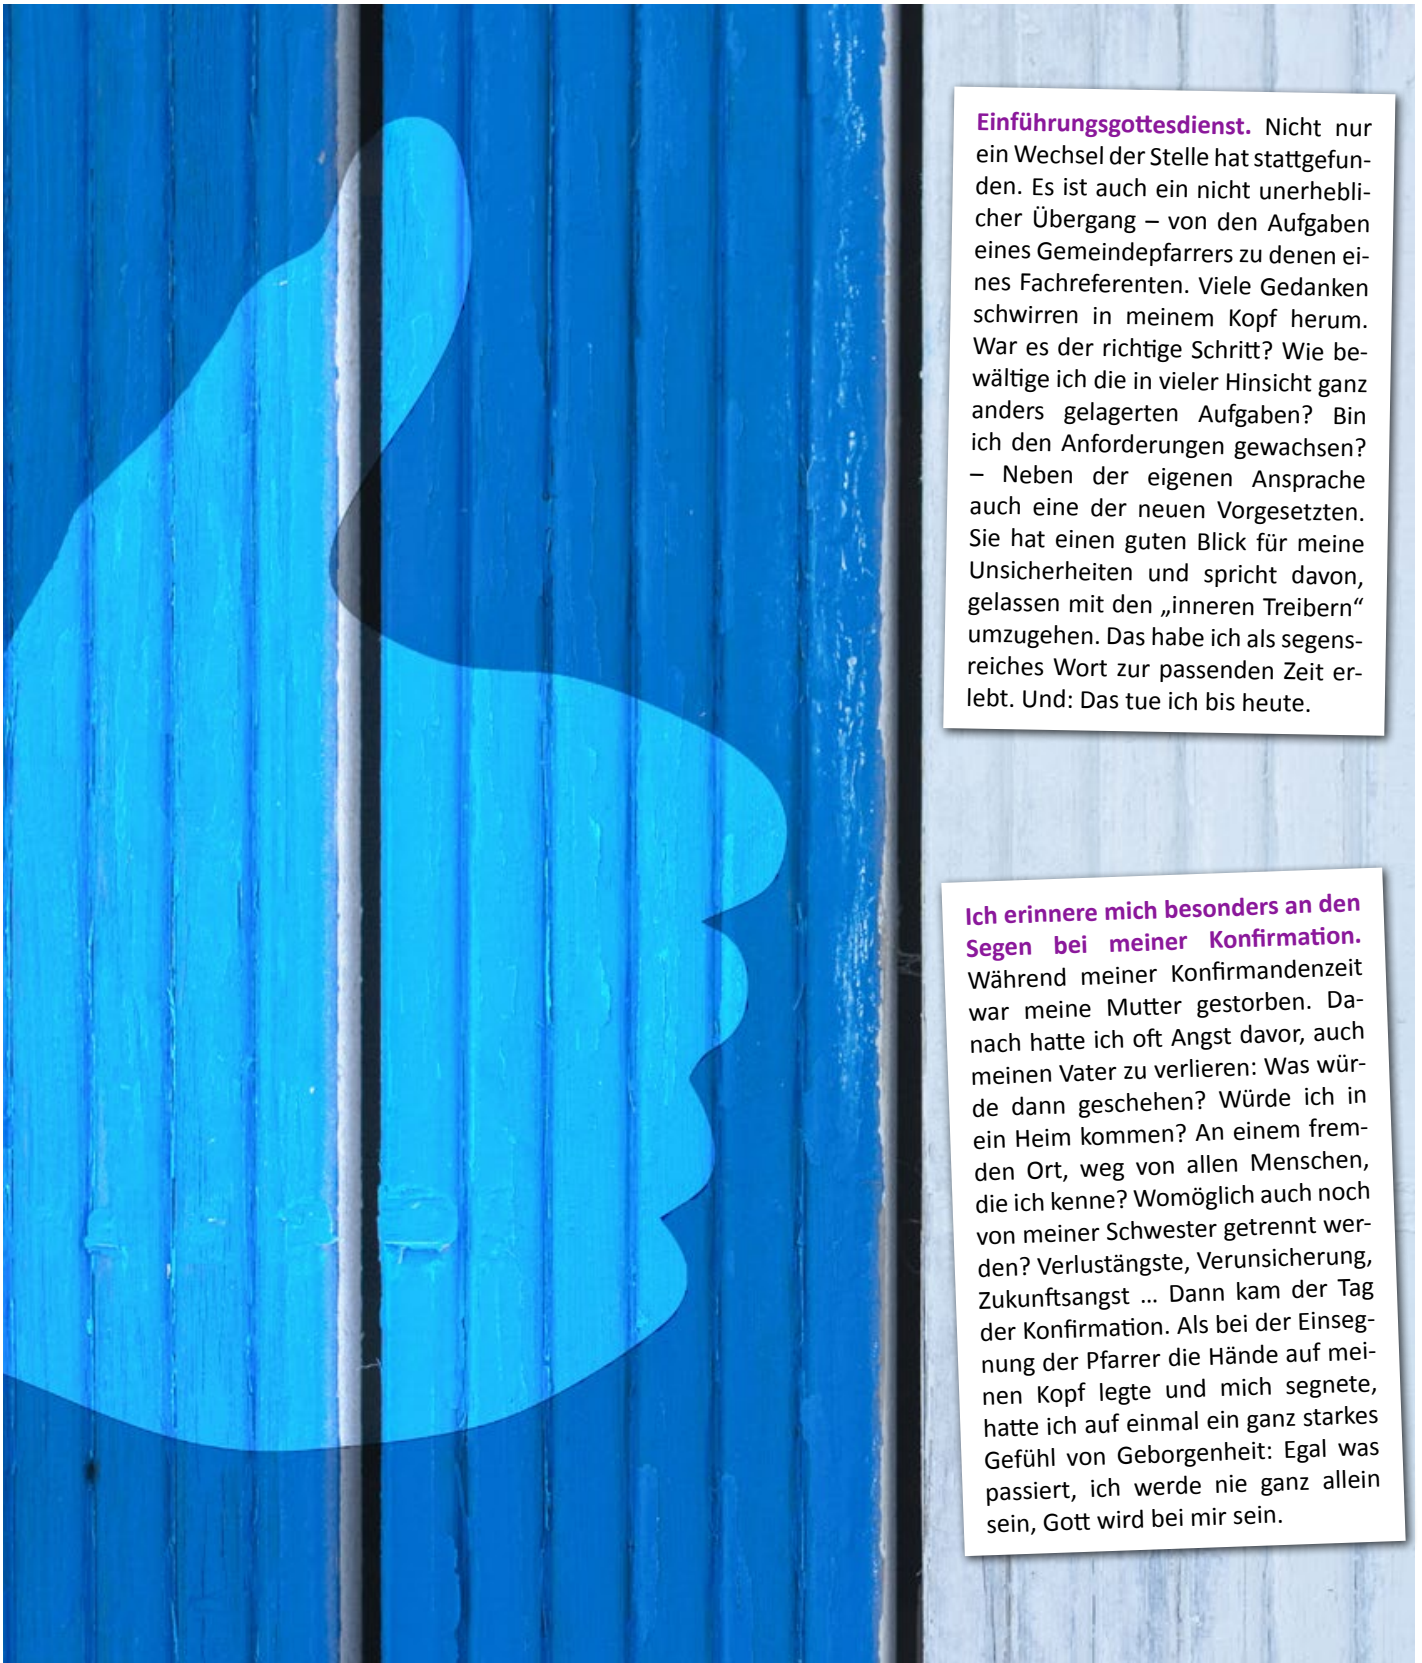 Einführungsgottesdienst. Nicht nur
ein Wechsel der Stelle hat stattgefun-
den. Es ist auch ein nicht unerhebli-
cher Übergang – von den Aufgaben
eines Gemeindepfarrers zu denen ei-
nes Fachreferenten. Viele Gedanken
schwirren in meinem Kopf herum.
War es der richtige Schritt? Wie be-
wältige ich die in vieler Hinsicht ganz
anders gelagerten Aufgaben? Bin
ich den Anforderungen gewachsen?
– Neben der eigenen Ansprache
auch eine der neuen Vorgesetzten.
Sie hat einen guten Blick für meine
Unsicherheiten und spricht davon,
gelassen mit den „inneren Treibern“
umzugehen. Das habe ich als segens-
reiches Wort zur passenden Zeit er-
lebt. Und: Das tue ich bis heute.
Ich erinnere mich besonders an den
Segen bei meiner Konfirmation.
Während meiner Konfirmandenzeit
war meine Mutter gestorben. Da-
nach hatte ich oft Angst davor, auch
meinen Vater zu verlieren: Was wür-
de dann geschehen? Würde ich in
ein Heim kommen? An einem frem-
den Ort, weg von allen Menschen,
die ich kenne? Womöglich auch noch
von meiner Schwester getrennt wer-
den? Verlustängste, Verunsicherung,
Zukunftsangst ... Dann kam der Tag
der Konfirmation. Als bei der Einseg-
nung der Pfarrer die Hände auf mei-
nen Kopf legte und mich segnete,
hatte ich auf einmal ein ganz starkes
Gefühl von Geborgenheit: Egal was
passiert, ich werde nie ganz allein
sein, Gott wird bei mir sein.